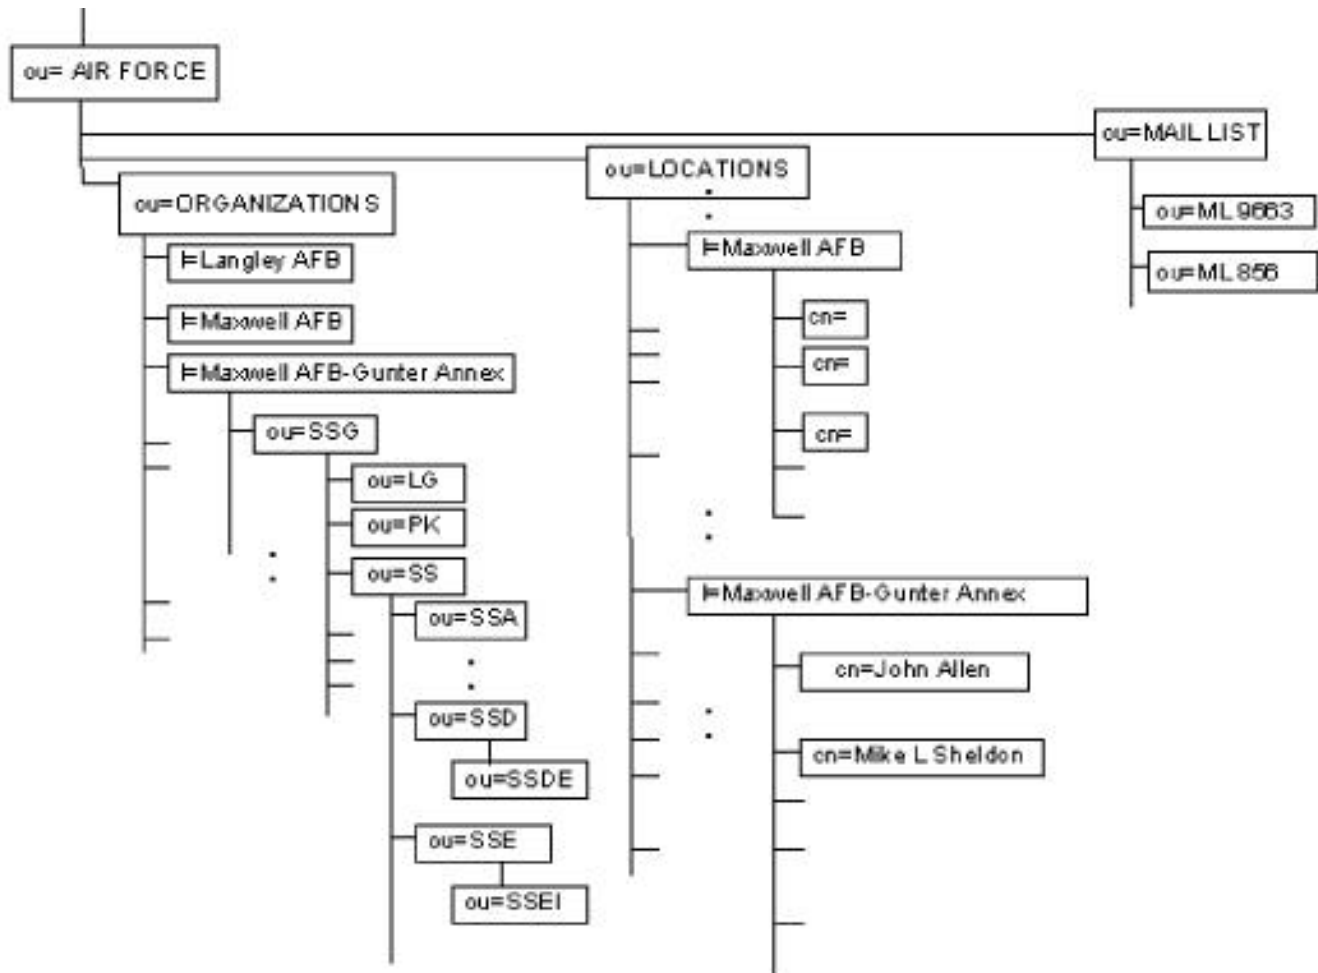 ou= AIR FORCE
ou=MAIL LIST
ou=LOCATIONS
ou=ORGANIZATIONS
ou=ML9663
l=Langley AFB
l=Maxwell AFB
ou=ML856
l=Maxwell AFB
cn=
l=Maxwell AFB-Gunter Annex
cn=
ou=SSG
cn=
ou=LG
ou=PK
ou=SS
l=Maxwell AFB-Gunter Annex
ou=SSA
cn=John Allen
ou=SSD
cn=Mike L Sheldon
ou=SSDE
ou=SSE
ou=SSEI